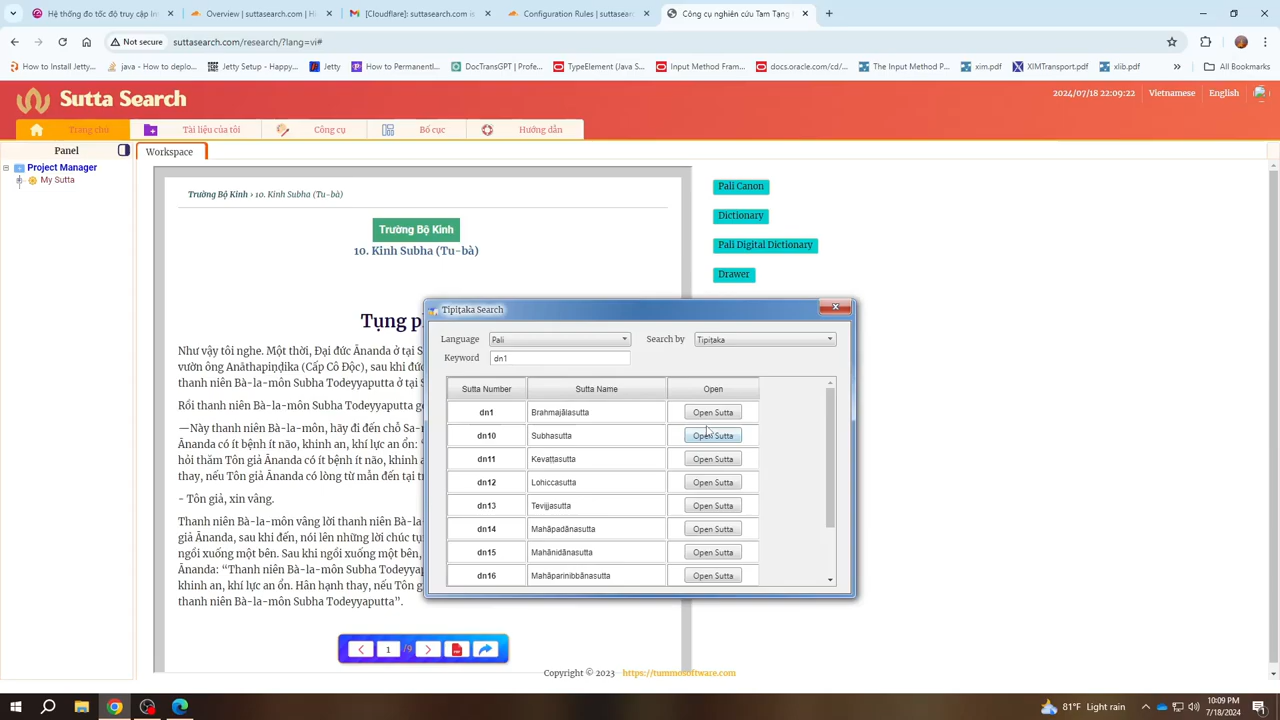 Hệ thống đo tốc độ truy cập In
Overview | suttasearch.com | Hi
[Cloudflare]: suttasearch.com is
Configuration Rules | suttasearc
Công cụ nghiên cứu Tam Tạng
Not secure
suttasearch.com/research/?lang=vi#
How to Install Jetty...
java - How to deplo...
Jetty Setup - Happy...
Jetty
How to Permanentl...
DocTransGPT | Profe...
TypeElement (Java S...
Input Method Fram...
docs.oracle.com/cd/...
The Input Method P...
xim.pdf
XIMTransport.pdf
xlib.pdf
All Bookmarks
Sutta Search
2024/07/18 22:09:22
Vietnamese
English
Trang chủ
Tài liệu của tôi
Công cụ
Bố cục
Hướng dẫn
Panel
Workspace
Project Manager
My Sutta
Trường Bộ Kinh › 10. Kinh Subha (Tu-bà)
Trường Bộ Kinh
10. Kinh Subha (Tu-bà)
Tụng p
Như vậy tôi nghe. Một thời, Đại đức Ānanda ở tại S
vườn ông Anāthapiṇḍika (Cấp Cô Độc), sau khi đức
thanh niên Bà-la-môn Subha Todeyyaputta ở tại S
Rồi thanh niên Bà-la-môn Subha Todeyyaputta gọ
—Này thanh niên Bà-la-môn, hãy đi đến chỗ Sa-
Ānanda có ít bệnh ít não, khinh an, khí lực an ổn: "
hỏi thăm Tôn giả Ānanda có ít bệnh ít não, khinh
thay, nếu Tôn giả Ānanda có lòng từ mẫn đến tại t
- Tôn giả, xin vâng.
Thanh niên Bà-la-môn vâng lời thanh niên Bà-
giả Ānanda, sau khi đến, nói lên những lời chúc tụ
ngồi xuống một bên. Sau khi ngồi xuống một bên,
Ānanda: “Thanh niên Bà-la-môn Subha Todeyyap
khinh an, khí lực an ổn. Hân hạnh thay, nếu Tôn
thanh niên Bà-la-môn Subha Todeyyaputta”.
1 /9
Pali Canon
Dictionary
Pali Digital Dictionary
Drawer
Tipiṭaka Search
Language Pali Search by Tipiṭaka
Keyword dn1
Sutta Number Sutta Name Open
dn1 Brahmajālasutta Open Sutta
dn10 Subhasutta Open Sutta
dn11 Kevaṭṭasutta Open Sutta
dn12 Lohiccasutta Open Sutta
dn13 Tevijjasutta Open Sutta
dn14 Mahāpadānasutta Open Sutta
dn15 Mahānidānasutta Open Sutta
dn16 Mahāparinibbānasutta Open Sutta
Copyright © 2023 https://tummosoftware.com
81°F Light rain
10:09 PM
7/18/2024